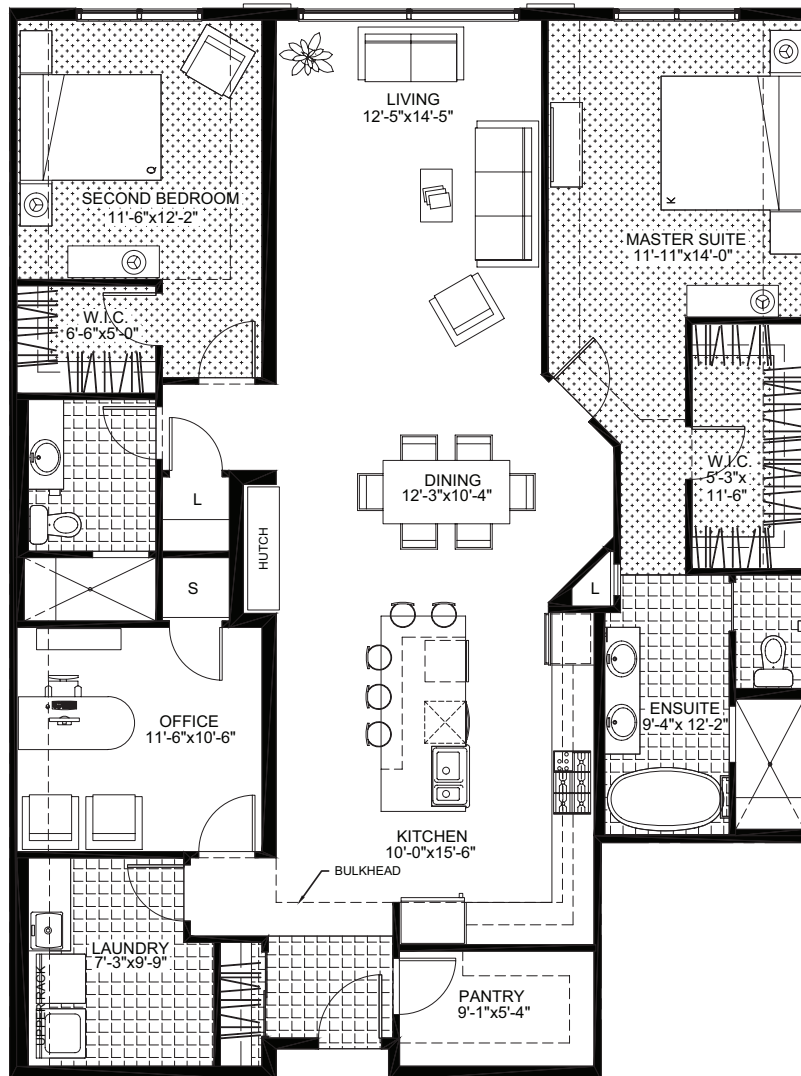 LIVING
12'-5"x14'-5"
Q
SECOND BEDROOM
11'-6"x12'-2"
K
MASTER SUITE
11'-11"x14'-0"
W.I.C.
6'-6"x5'-0"
W.I.C.
5'-3"x
11'-6"
DINING
12'-3"x10'-4"
L
HUTCH
S
L
OFFICE
11'-6"x10'-6"
ENSUITE
9'-4"x 12'-2"
KITCHEN
10'-0"x15'-6"
BULKHEAD
LAUNDRY
7'-3"x9'-9"
UPPER RACK
PANTRY
9'-1"x5'-4"